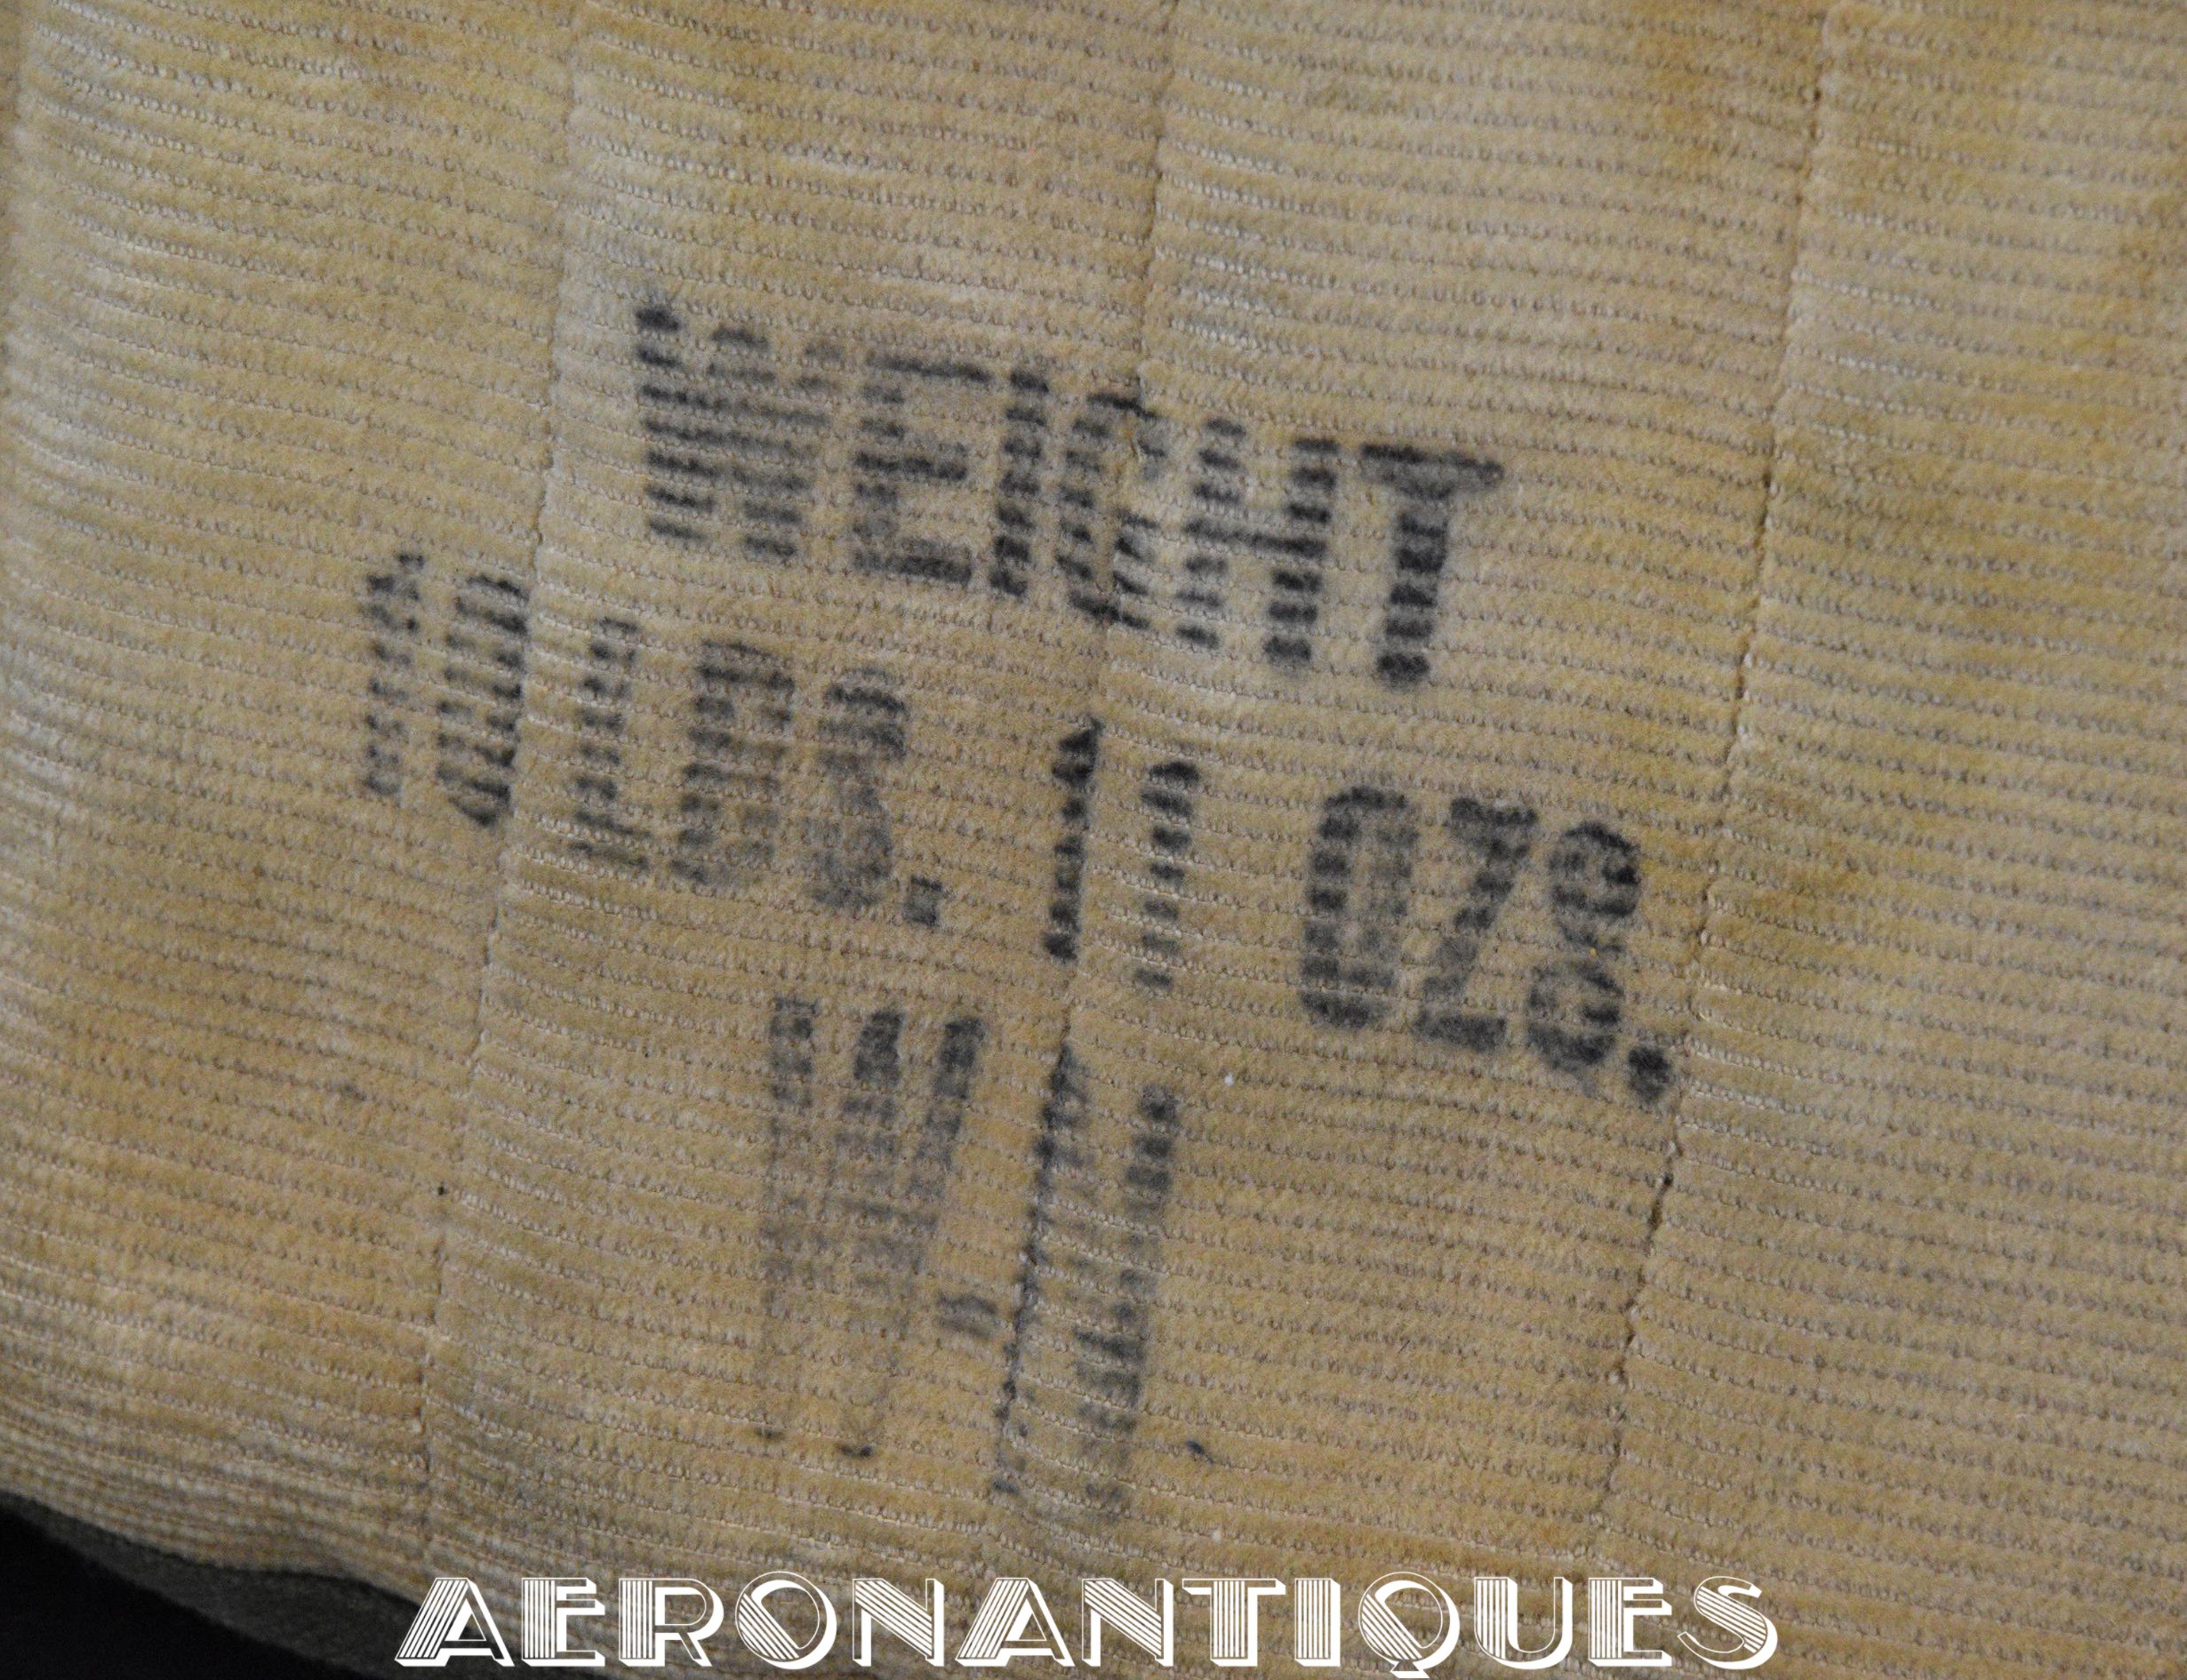 WEIGHT
10 LBS. 11 OZS.
AERONANTIQUES